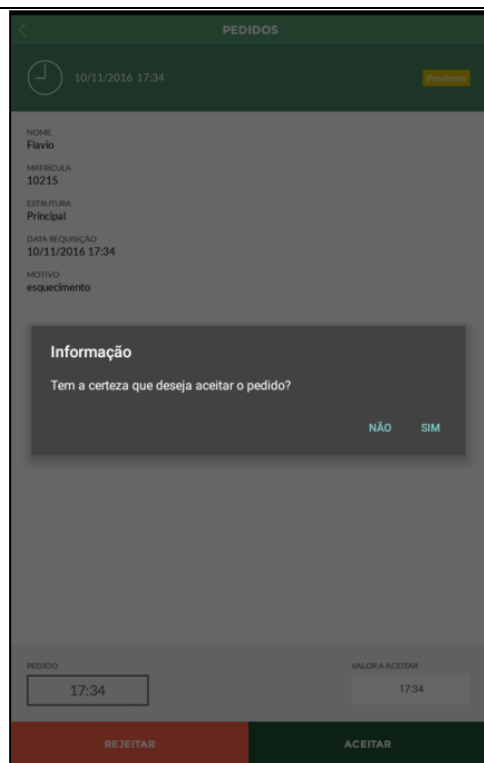 PEDIDOS
10/11/2016 17:34
Pendente
NOME
Flavio
MATRÍCULA
10215
ESTRUTURA
Principal
DATA REQUISIÇÃO
10/11/2016 17:34
MOTIVO
esquecimento
Informação
Tem a certeza que deseja aceitar o pedido?
NÃO SIM
PEDIDO VALOR A ACEITAR
17:34 17:34
REJEITAR ACEITAR